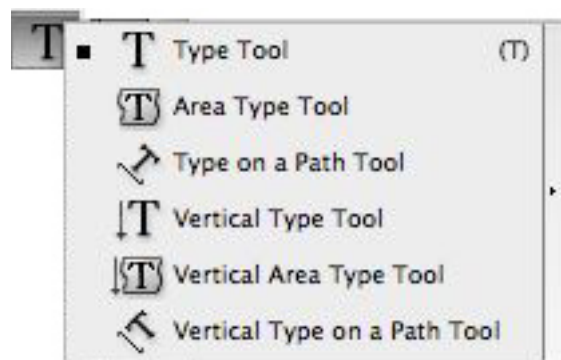 Type Tool (T)
Area Type Tool
Type on a Path Tool
Vertical Type Tool
Vertical Area Type Tool
Vertical Type on a Path Tool